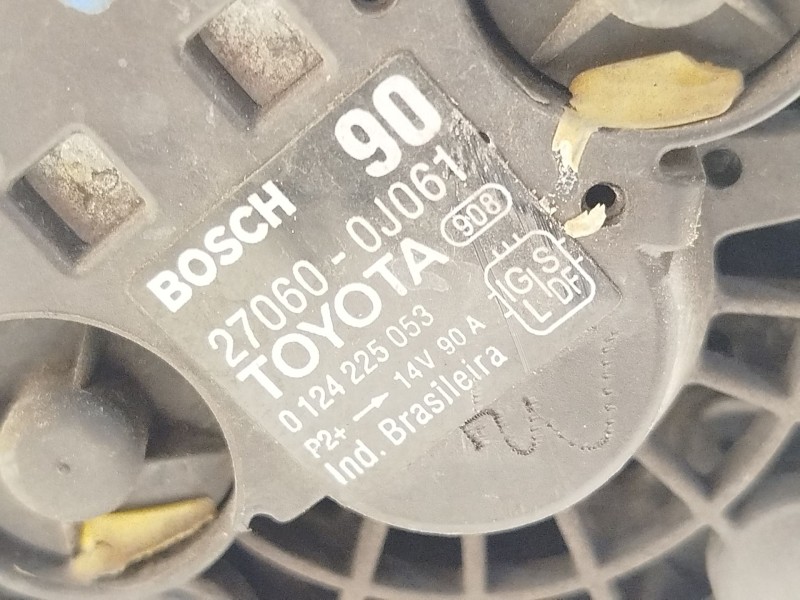 BOSCH 90
27060-0J061
TOYOTA 908
0 124 225 053
P2+ → 14V 90 A
Ind. Brasileira
IG S
L DF